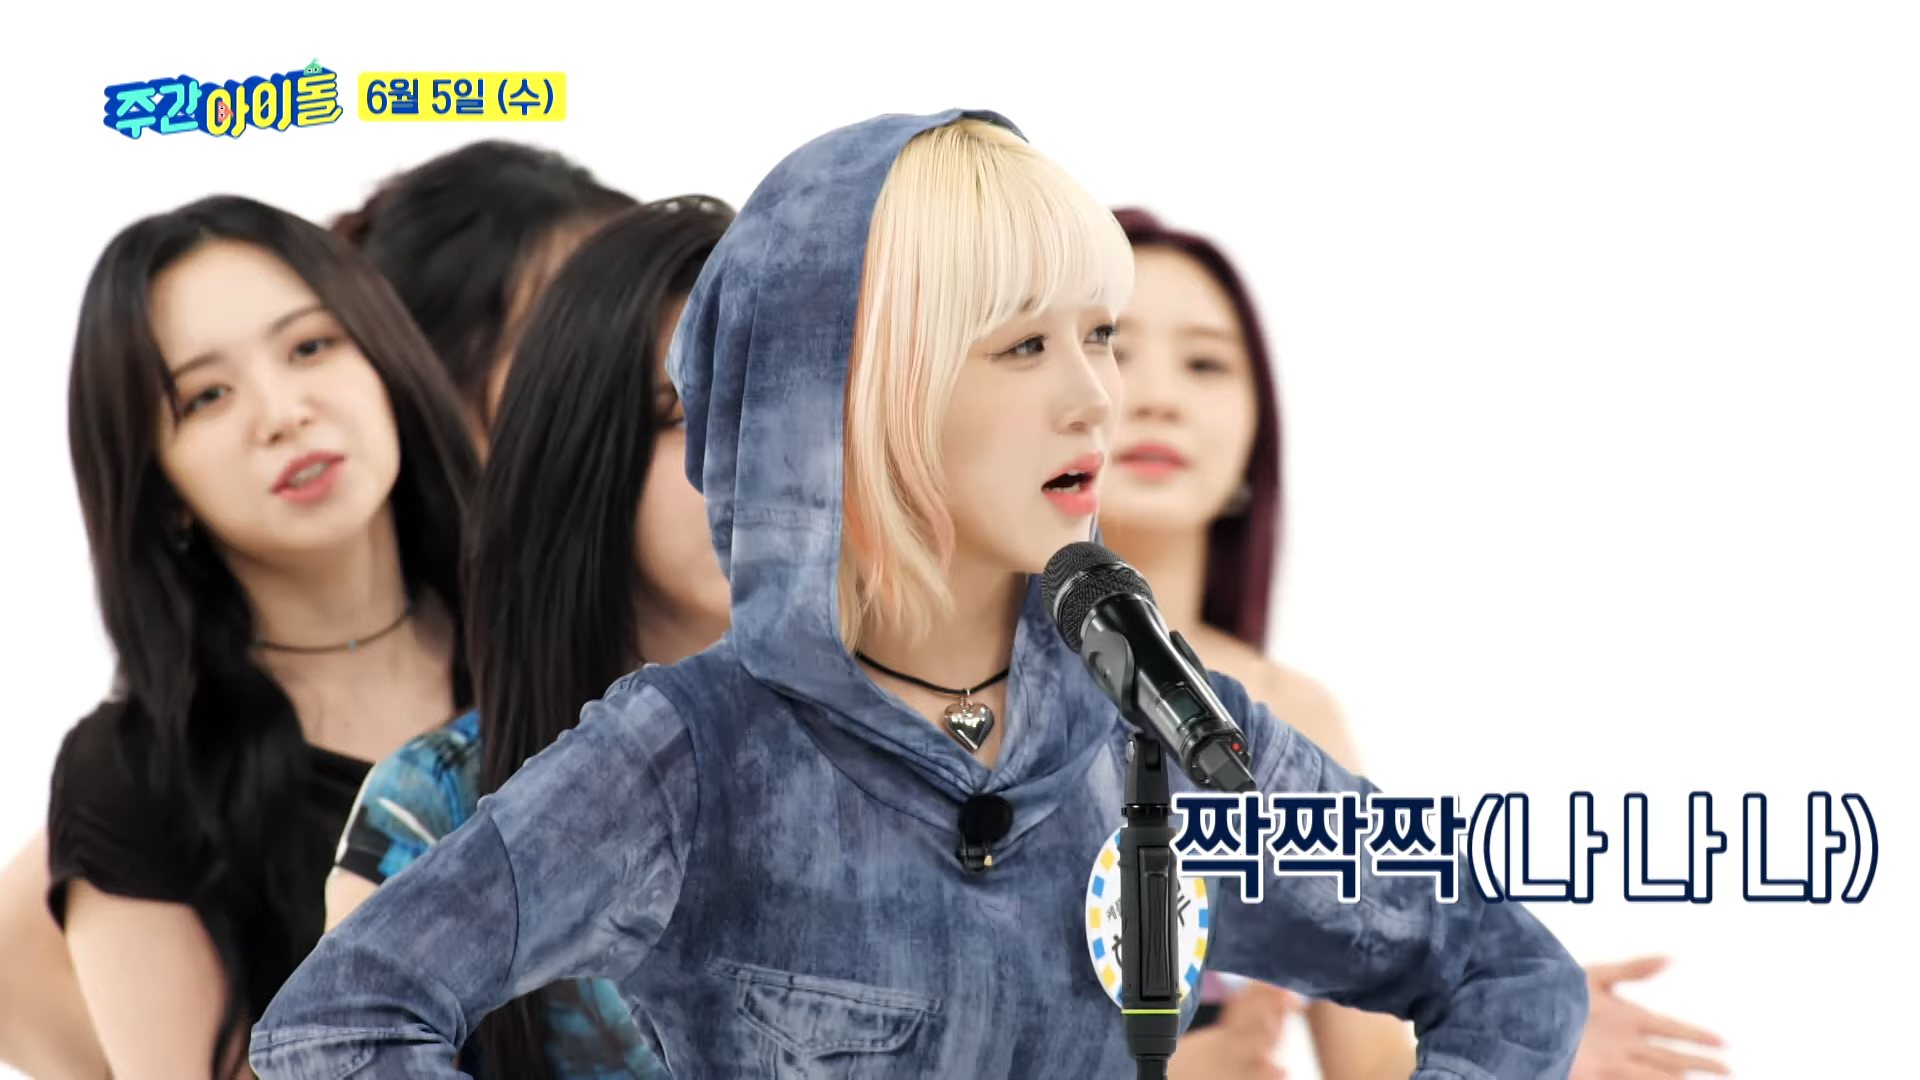 주간아이돌
6월 5일 (수)
짝짝짝(나 나 나)